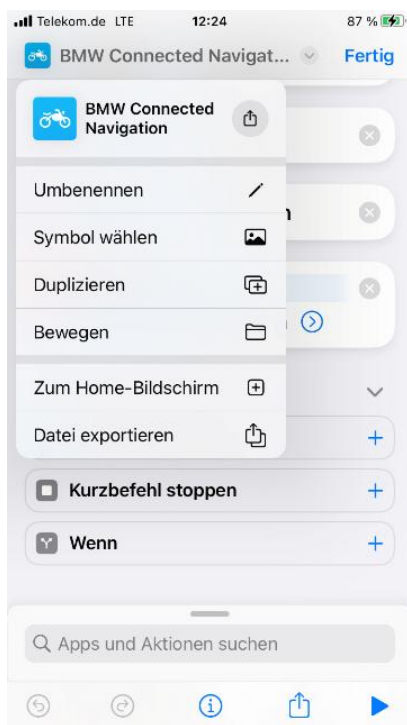 Telekom.de LTE 12:24 87 %
BMW Connected Navigat... Fertig
BMW Connected
Navigation
Umbenennen
Symbol wählen
Duplizieren
Bewegen
Zum Home-Bildschirm
Datei exportieren
Kurzbefehl stoppen
Wenn
Apps und Aktionen suchen